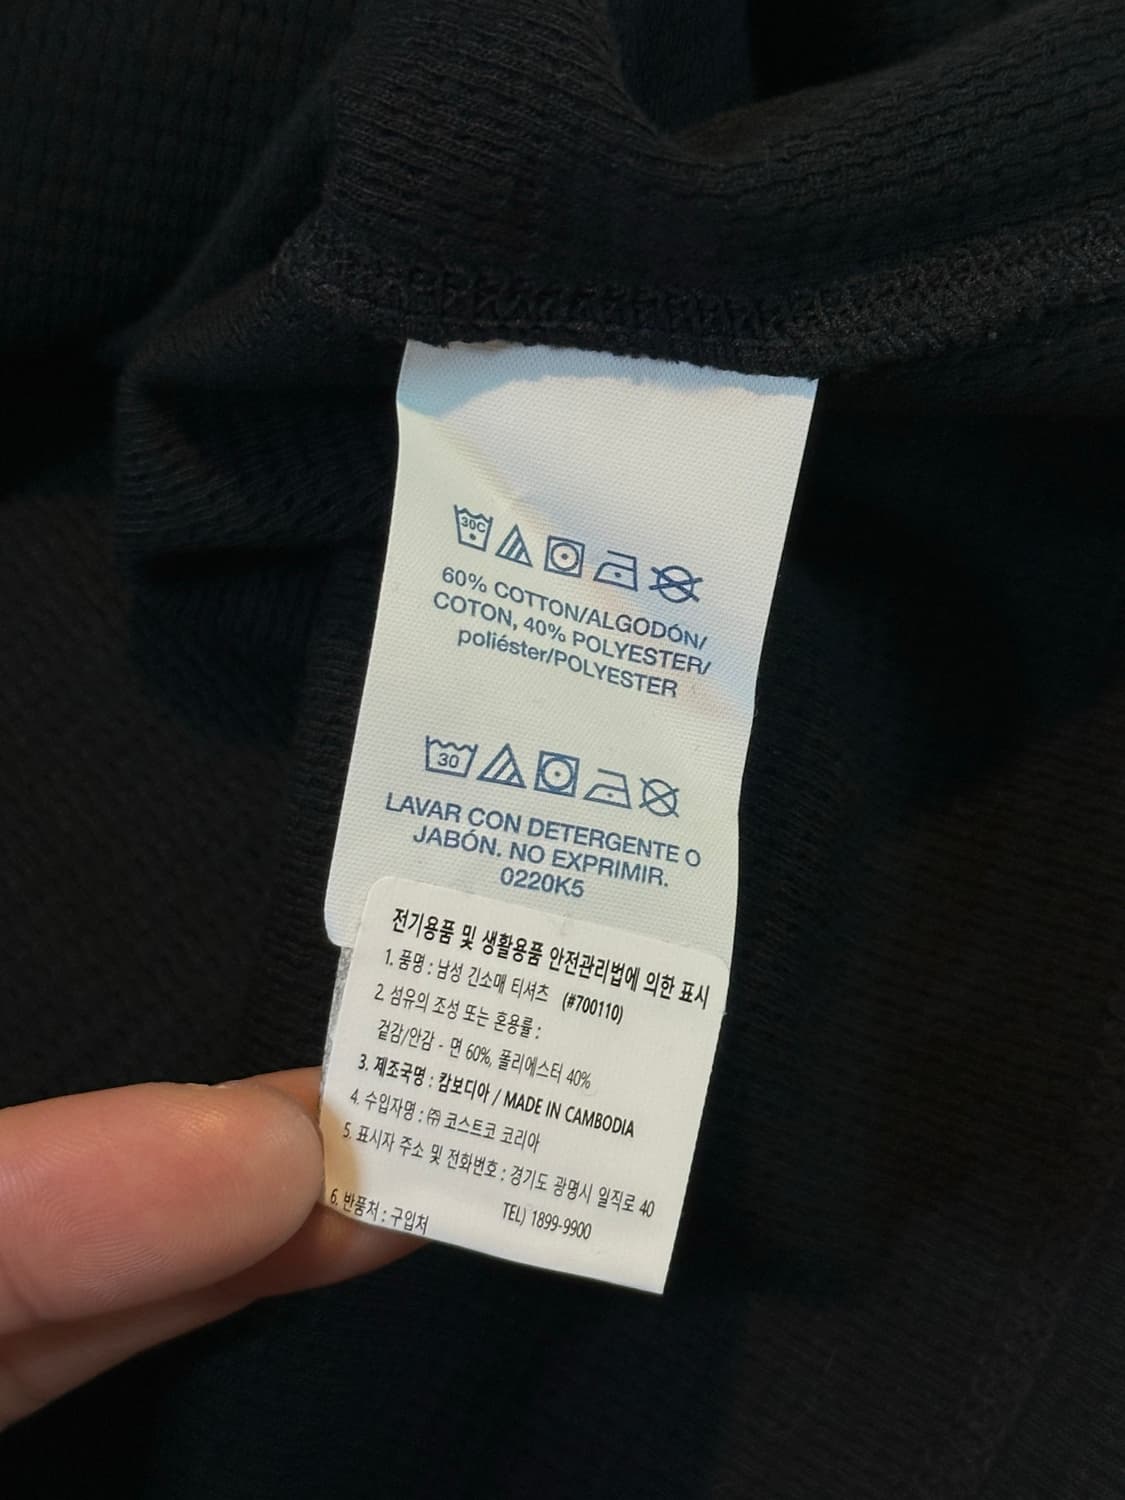 30C
60% COTTON/ALGODÓN/
COTON, 40% POLYESTER/
poliéster/POLYESTER
30
LAVAR CON DETERGENTE O
JABÓN. NO EXPRIMIR.
0220K5
전기용품 및 생활용품 안전관리법에 의한 표시
1. 품명 : 남성 긴소매 티셔츠 (#700110)
2. 섬유의 조성 또는 혼용률 :
겉감/안감 - 면 60%, 폴리에스터 40%
3. 제조국명 : 캄보디아 / MADE IN CAMBODIA
4. 수입자명 : ㈜ 코스트코 코리아
5. 표시자 주소 및 전화번호 : 경기도 광명시 일직로 40
TEL) 1899-9900
6. 반품처 : 구입처